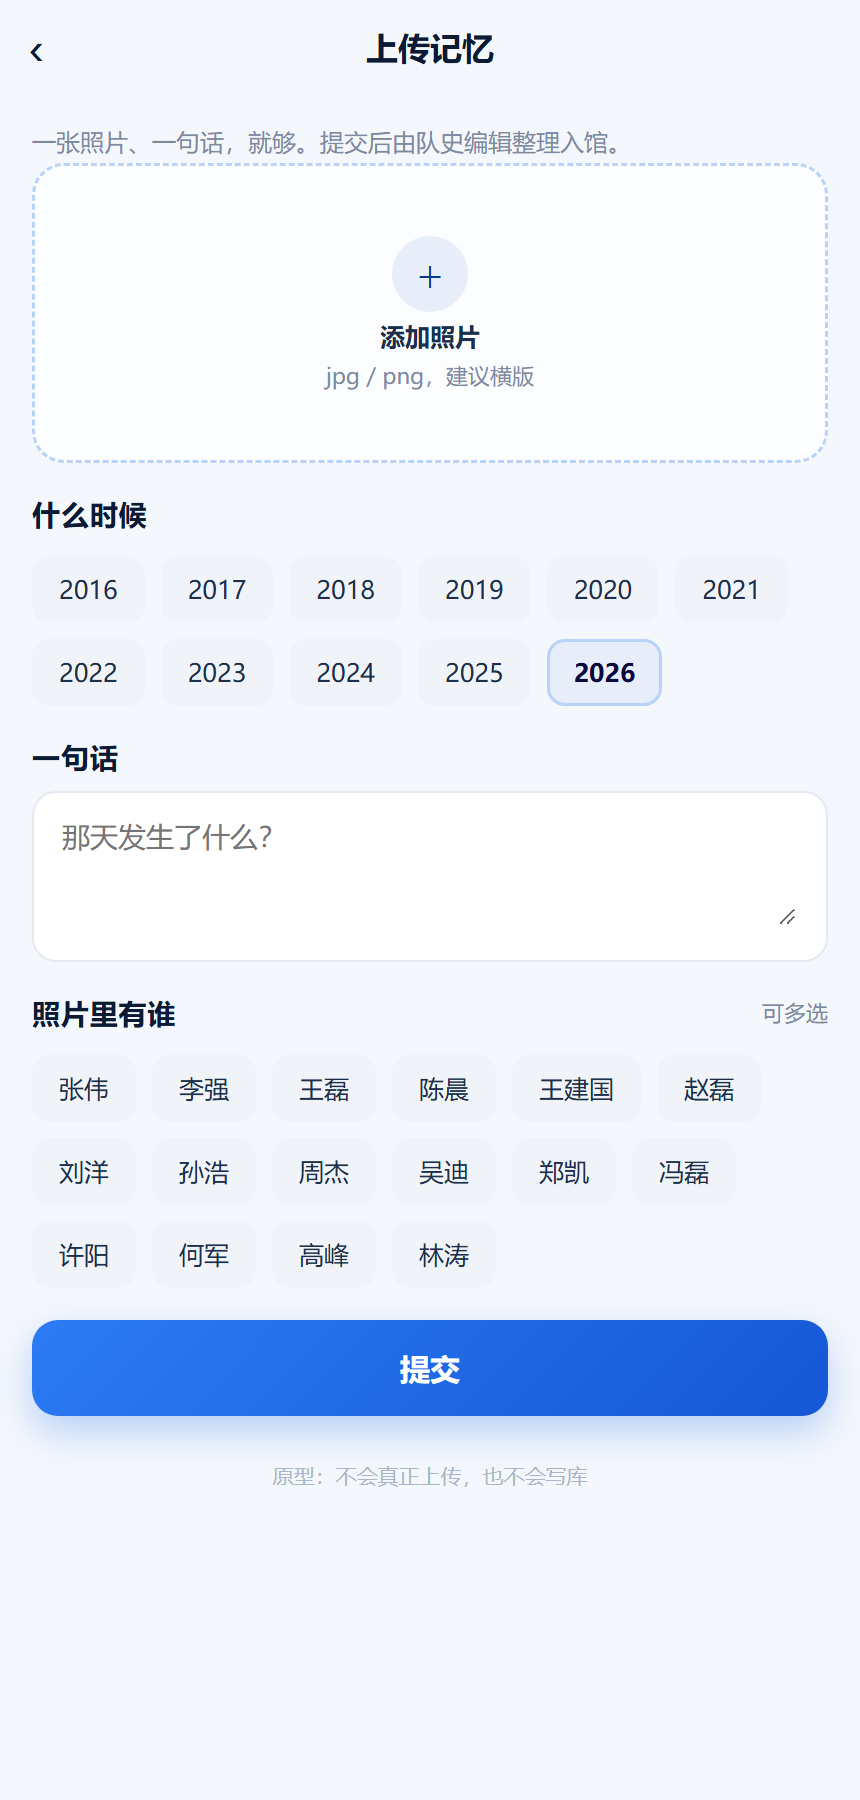 ‹ 上传记忆
一张照片、一句话，就够。提交后由队史编辑整理入馆。
+
添加照片
jpg / png，建议横版
什么时候
2016 2017 2018 2019 2020 2021
2022 2023 2024 2025 2026
一句话
那天发生了什么？
照片里有谁 可多选
张伟 李强 王磊 陈晨 王建国 赵磊
刘洋 孙浩 周杰 吴迪 郑凯 冯磊
许阳 何军 高峰 林涛
提交
原型：不会真正上传，也不会写库